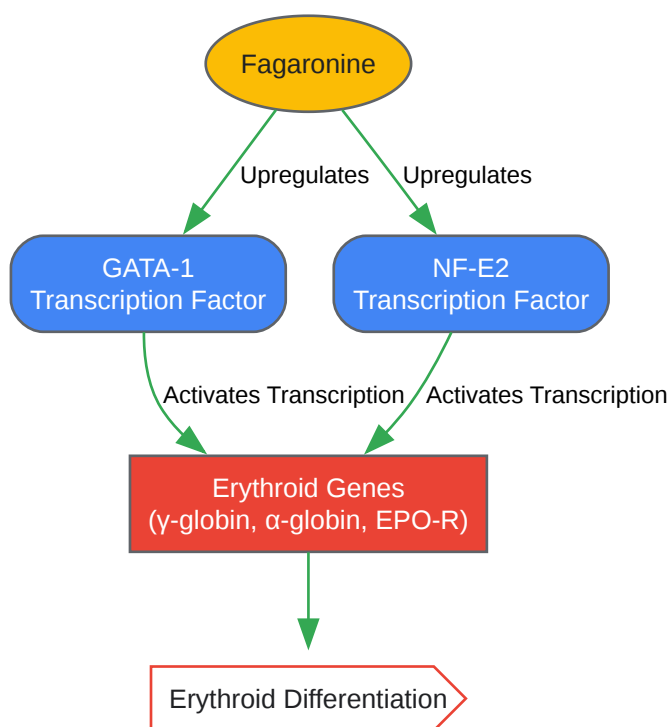 Fagaronine
Upregulates
Upregulates
GATA-1
Transcription Factor
NF-E2
Transcription Factor
Activates Transcription
Activates Transcription
Erythroid Genes
(γ-globin, α-globin, EPO-R)
Erythroid Differentiation